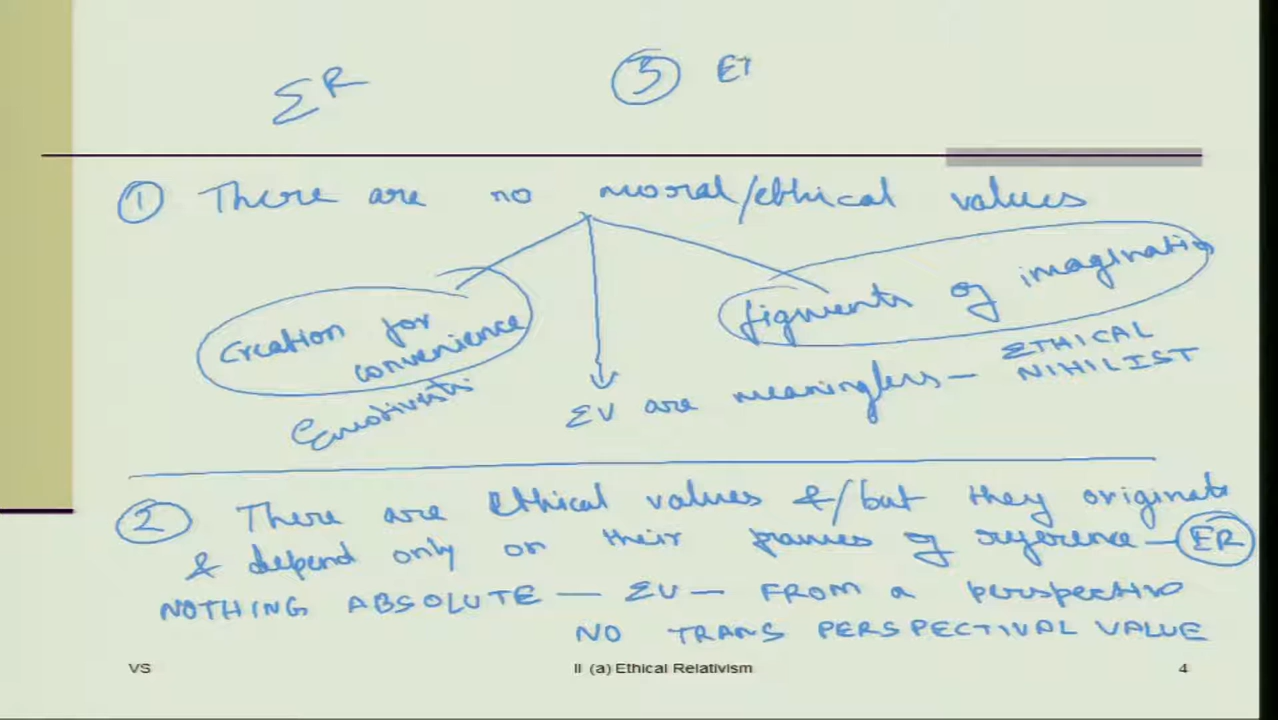 ER
③ ET
① There are no moral/ethical values
Creation for convenience
figments of imagination
Emotivists
EV are meaningless — ETHICAL NIHILIST
② There are Ethical values &/but they originate
& depend only on their frames of reference — ER
NOTHING ABSOLUTE — EV — FROM a perspective
NO TRANS PERSPECTIVAL VALUE
VS II (a) Ethical Relativism 4